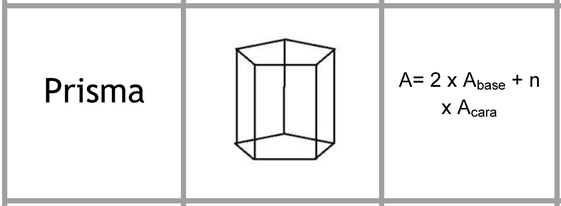 Prisma
A= 2 x Abase + n
x Acara